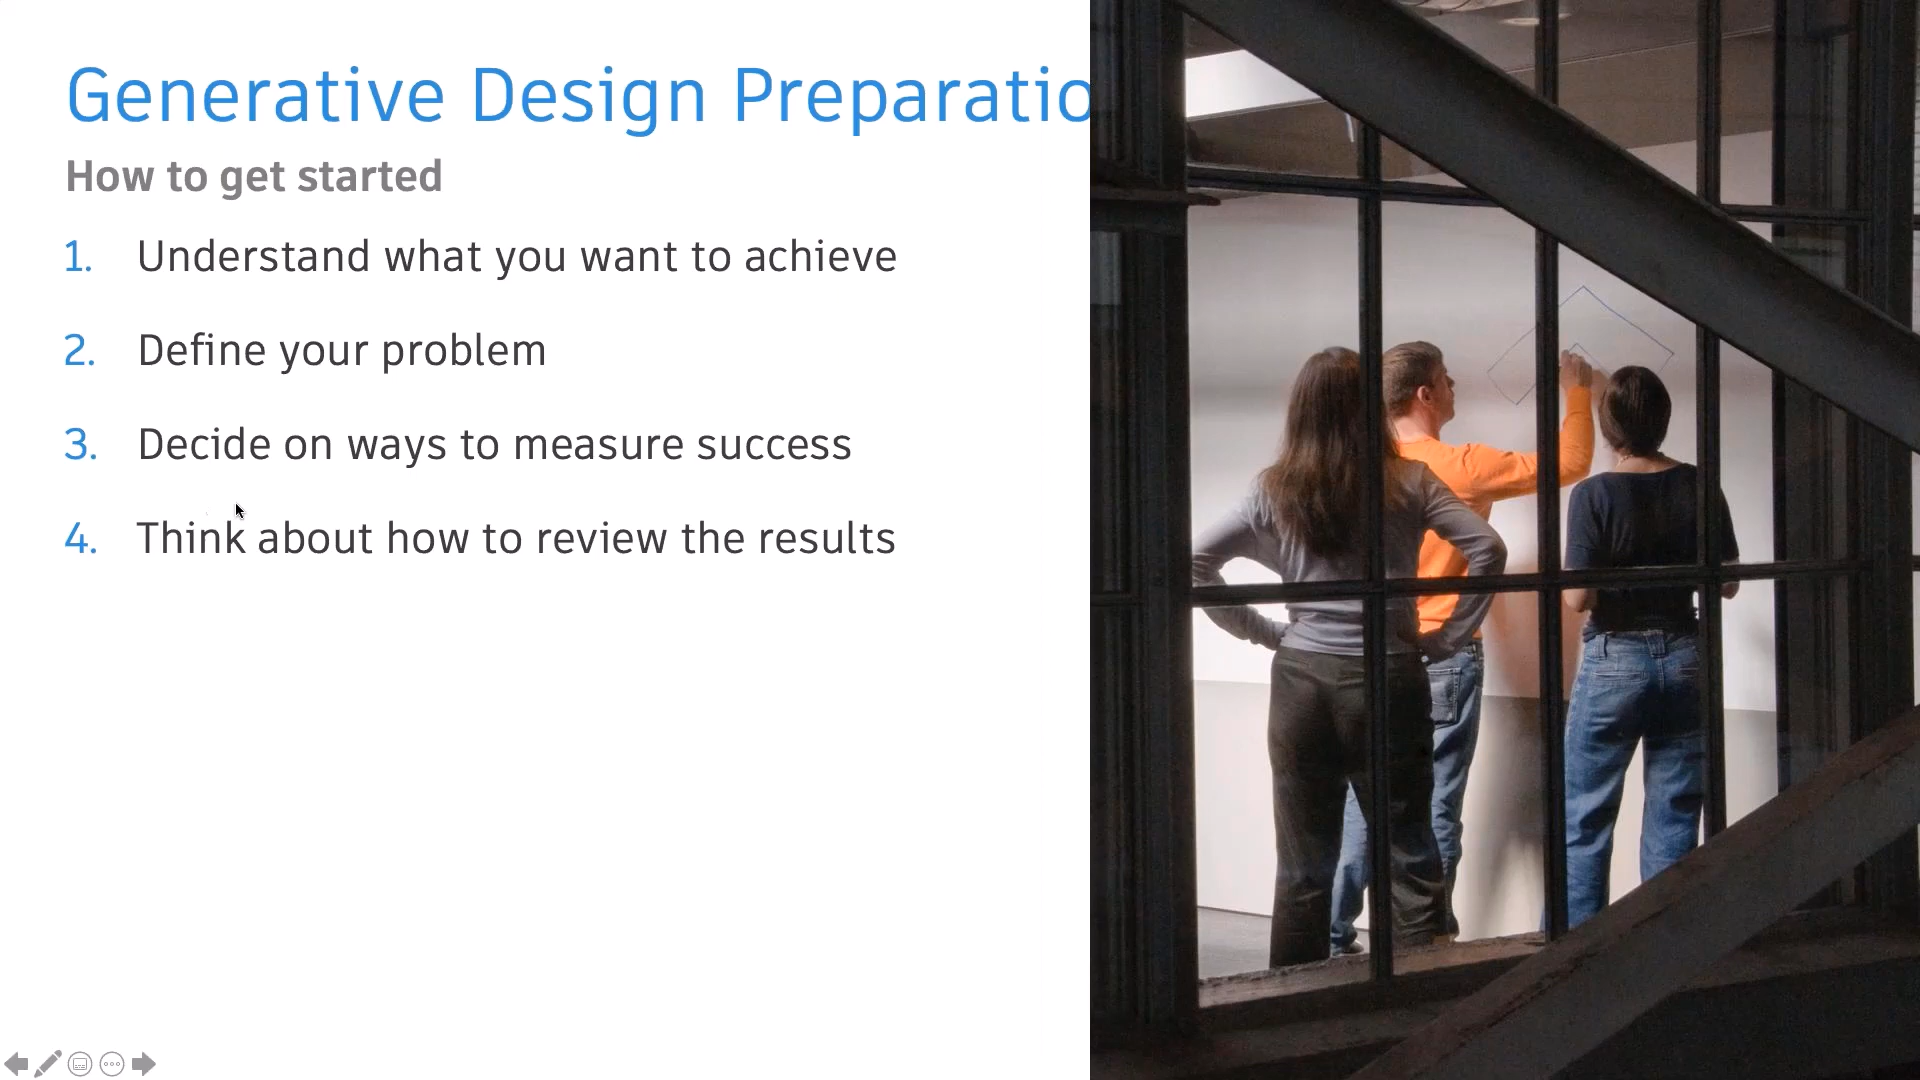 Generative Design Preparatio
How to get started
1. Understand what you want to achieve
2. Define your problem
3. Decide on ways to measure success
4. Think about how to review the results